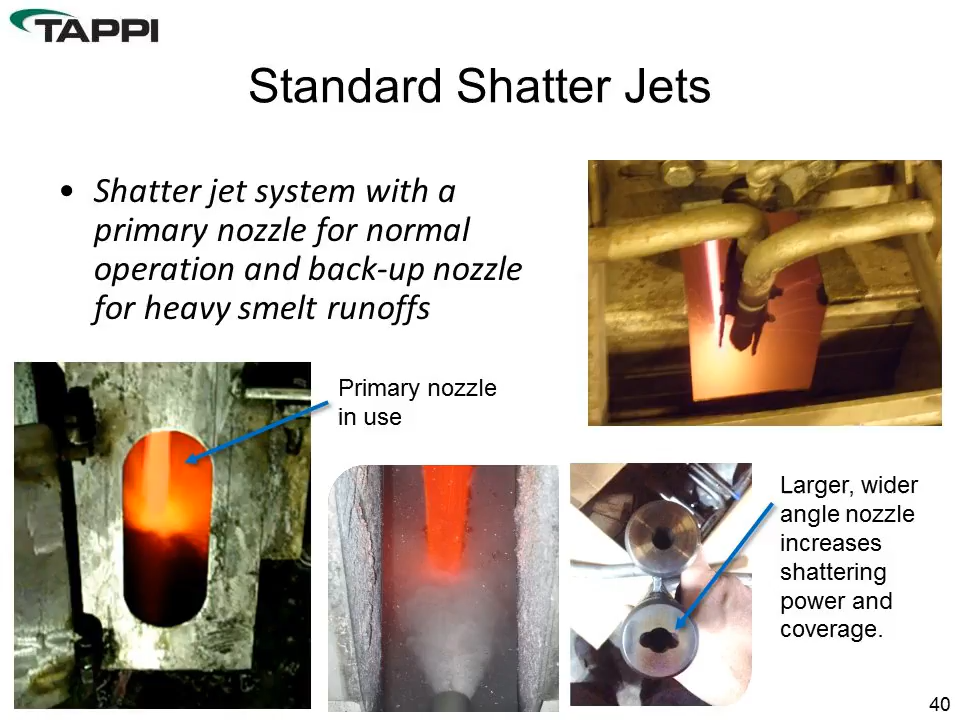 TAPPI
Standard Shatter Jets
• Shatter jet system with a
primary nozzle for normal
operation and back-up nozzle
for heavy smelt runoffs
Primary nozzle
in use
Larger, wider
angle nozzle
increases
shattering
power and
coverage.
40